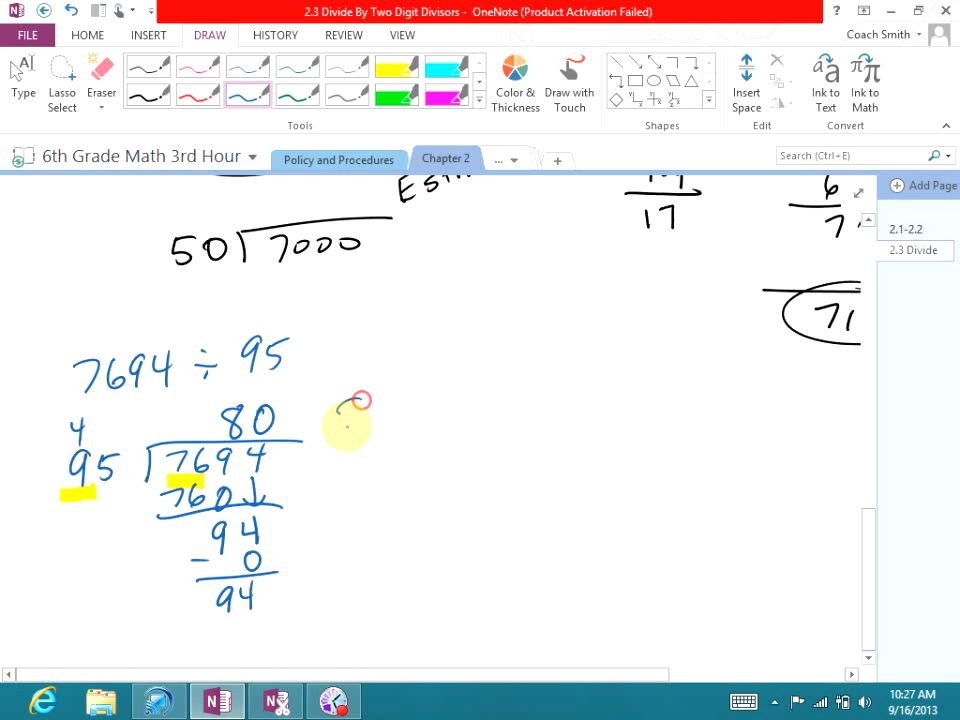 2.3 Divide By Two Digit Divisors - OneNote (Product Activation Failed)
FILE HOME INSERT DRAW HISTORY REVIEW VIEW Coach Smith
Type Lasso Select Eraser
Color & Thickness Draw with Touch
Insert Space
Ink to Text Ink to Math
Tools Shapes Edit Convert
6th Grade Math 3rd Hour Policy and Procedures Chapter 2 ... Search (Ctrl+E)
Add Page
2.1-2.2
2.3 Divide
6
17
7
50)7000
71
7694 ÷ 95
4
80
95)7694
760↓
94
- 0
94
10:27 AM
9/16/2013